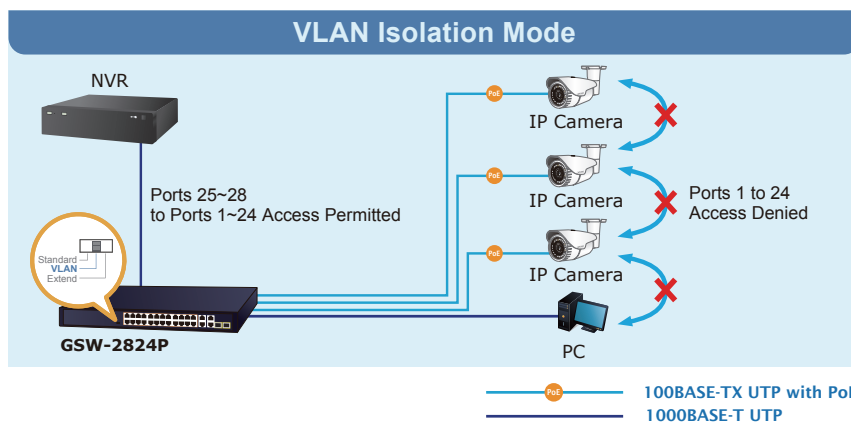 VLAN Isolation Mode
NVR
PoE
IP Camera
Ports 25~28
to Ports 1~24 Access Permitted
PoE
IP Camera
Ports 1 to 24
Access Denied
Standard
VLAN
Extend
PoE
IP Camera
GSW-2824P
PC
PoE
100BASE-TX UTP with PoE
1000BASE-T UTP